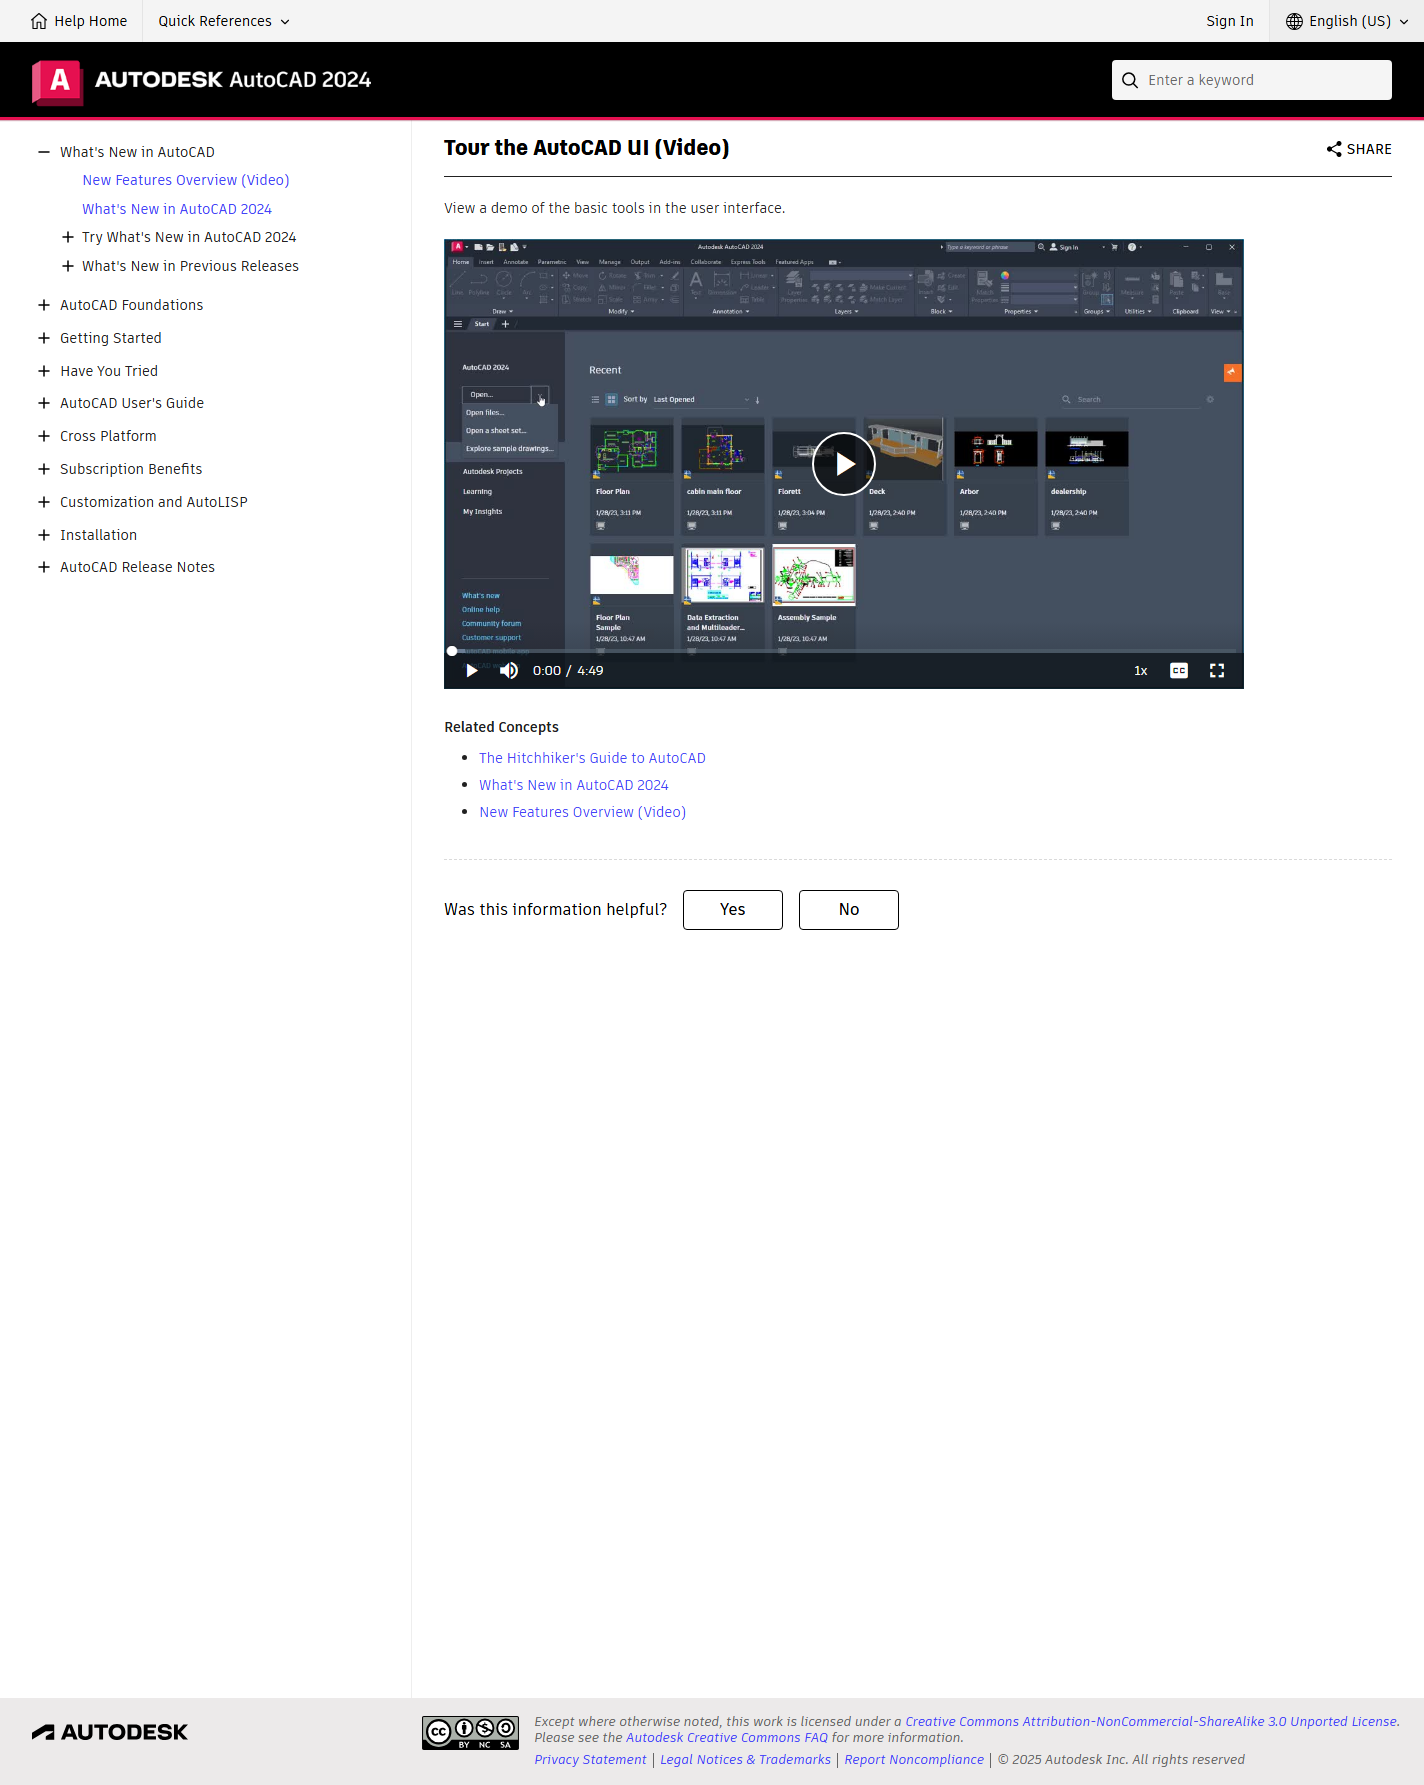 Help Home
Quick References
Sign In
English (US)
A
AUTODESK AutoCAD 2024
Enter a keyword
What's New in AutoCAD
New Features Overview (Video)
What's New in AutoCAD 2024
Try What's New in AutoCAD 2024
What's New in Previous Releases
AutoCAD Foundations
Getting Started
Have You Tried
AutoCAD User's Guide
Cross Platform
Subscription Benefits
Customization and AutoLISP
Installation
AutoCAD Release Notes
Tour the AutoCAD UI (Video)
SHARE
View a demo of the basic tools in the user interface.
Autodesk AutoCAD 2024
Type a keyword or phrase
Sign In
Home Insert Annotate Parametric View Manage Output Add-ins Collaborate Express Tools Featured Apps
Draw
Modify
Annotation
Layers
Block
Properties
Groups
Utilities
Clipboard
View
Start
AutoCAD 2024
Open...
Open files...
Open a sheet set...
Explore sample drawings...
Autodesk Projects
Learning
My Insights
What's new
Online help
Community forum
Customer support
Recent
Sort by Last Opened
Search
Floor Plan
1/28/23, 3:11 PM
cabin main floor
1/28/23, 3:11 PM
Florett
1/28/23, 3:04 PM
Deck
1/28/23, 2:40 PM
Arbor
1/28/23, 2:40 PM
dealership
1/28/23, 2:40 PM
Floor Plan
Sample
1/28/23, 10:47 AM
Data Extraction
and Multileader...
1/28/23, 10:47 AM
Assembly Sample
1/28/23, 10:47 AM
0:00 / 4:49
1x
CC
Related Concepts
The Hitchhiker's Guide to AutoCAD
What's New in AutoCAD 2024
New Features Overview (Video)
Was this information helpful?
Yes
No
AUTODESK
cc
BY NC SA
Except where otherwise noted, this work is licensed under a Creative Commons Attribution-NonCommercial-ShareAlike 3.0 Unported License.
Please see the Autodesk Creative Commons FAQ for more information.
Privacy Statement | Legal Notices & Trademarks | Report Noncompliance | © 2025 Autodesk Inc. All rights reserved